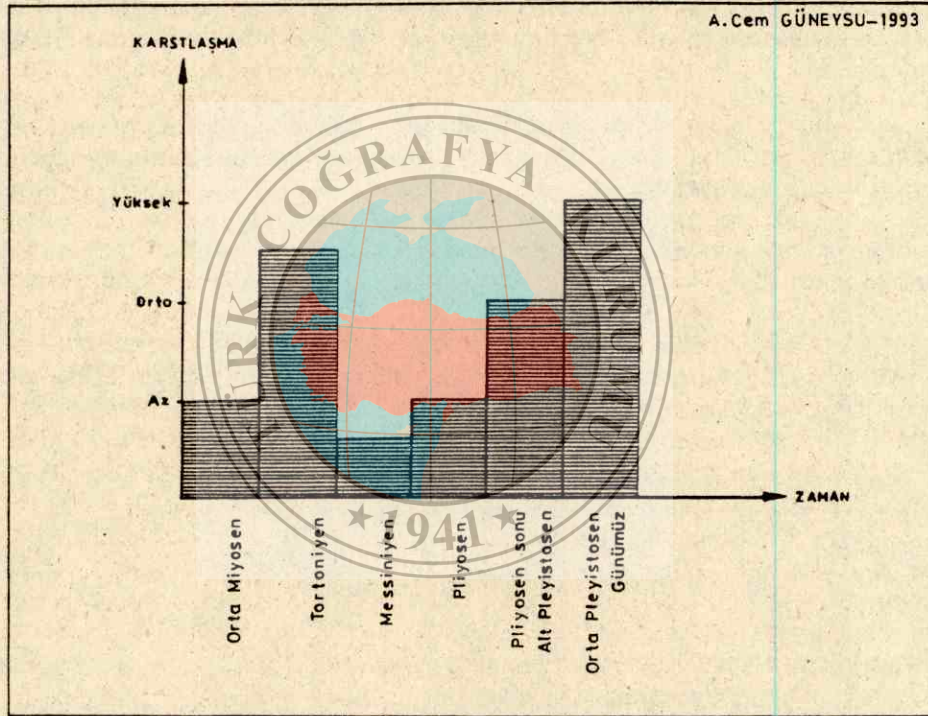 A.Cem GÜNEYSU-1993
KARSTLAŞMA
Yüksek
Orto
Az
ZAMAN
Orta Miyosen
Tortoniyen
Messiniyen
Pliyosen
Pliyosen sonu
Alt Pleyistosen
Orta Pleyistosen
Günümüz
TÜRK COĞRAFYA KURUMU
★ 1941 ★